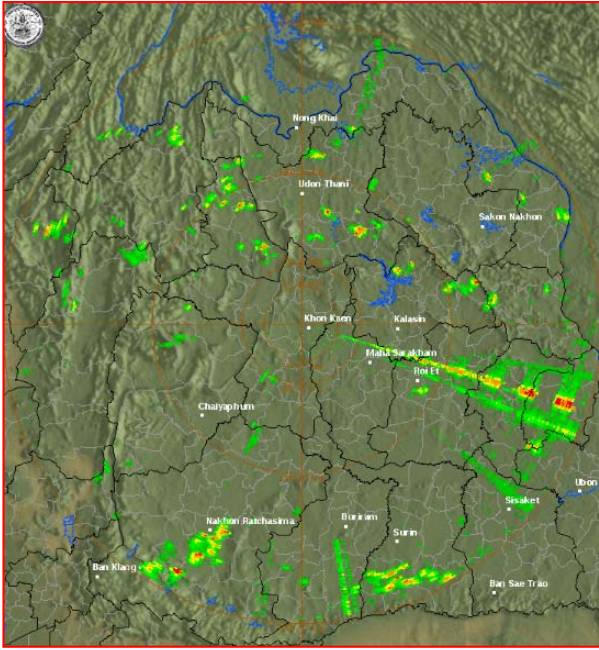 Nong Khai
Udon Thani
Sakon Nakhon
Khon Kaen
Kalasin
Maha Sarakham
Roi Et
Chaiyaphum
Ubon
Sisaket
Nakhon Ratchasima
Buriram
Surin
Ban Klang
Ban Sae Trao